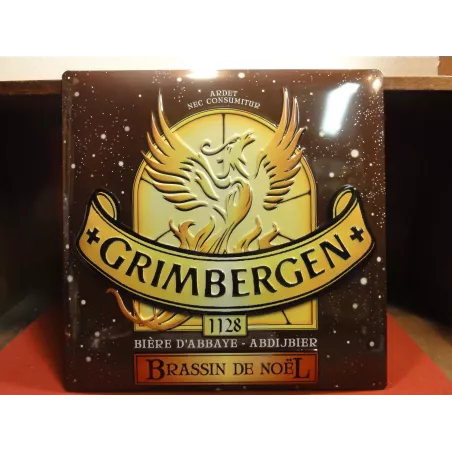 ARDET
NEC CONSUMITUR
GRIMBERGEN
1128
BIÈRE D'ABBAYE - ABDIJBIER
BRASSIN DE NOËL